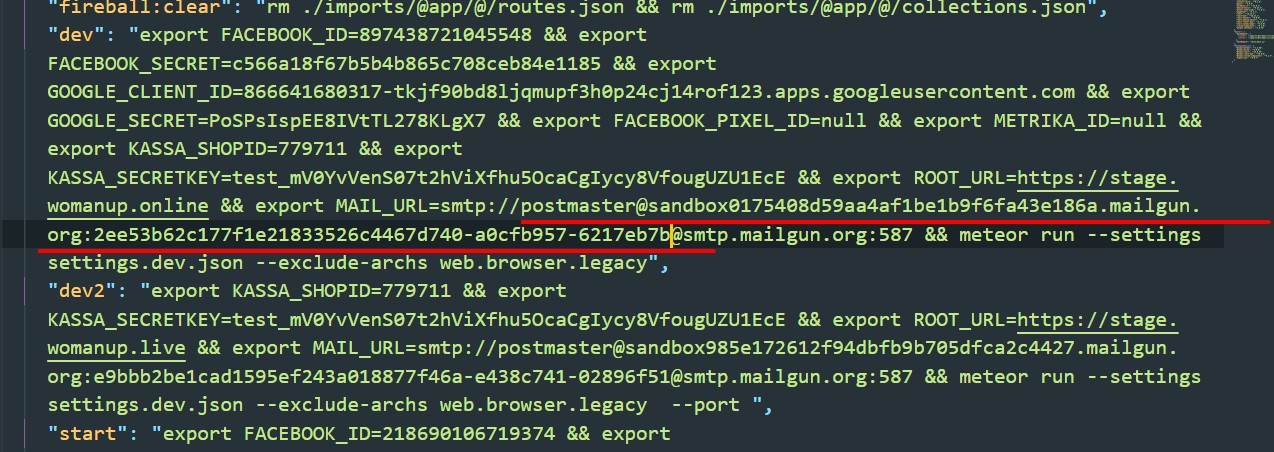 "fireball:clear": "rm ./imports/@app/@/routes.json && rm ./imports/@app/@/collections.json",
"dev": "export FACEBOOK_ID=897438721045548 && export
FACEBOOK_SECRET=c566a18f67b5b4b865c708ceb84e1185 && export
GOOGLE_CLIENT_ID=866641680317-tkjf90bd8ljqmupf3h0p24cj14rof123.apps.googleusercontent.com && export
GOOGLE_SECRET=PoSPsIspEE8IVtTL278KLgX7 && export FACEBOOK_PIXEL_ID=null && export METRIKA_ID=null &&
export KASSA_SHOPID=779711 && export
KASSA_SECRETKEY=test_mV0YvVenS07t2hViXfhu5OcaCgIycy8VfougUZU1EcE && export ROOT_URL=https://stage.
womanup.online && export MAIL_URL=smtp://postmaster@sandbox0175408d59aa4af1be1b9f6fa43e186a.mailgun.
org:2ee53b62c177f1e21833526c4467d740-a0cfb957-6217eb7b@smtp.mailgun.org:587 && meteor run --settings
settings.dev.json --exclude-archs web.browser.legacy",
"dev2": "export KASSA_SHOPID=779711 && export
KASSA_SECRETKEY=test_mV0YvVenS07t2hViXfhu5OcaCgIycy8VfougUZU1EcE && export ROOT_URL=https://stage.
womanup.live && export MAIL_URL=smtp://postmaster@sandbox985e172612f94dbfb9b705dfca2c4427.mailgun.
org:e9bbb2be1cad1595ef243a018877f46a-e438c741-02896f51@smtp.mailgun.org:587 && meteor run --settings
settings.dev.json --exclude-archs web.browser.legacy  --port ",
"start": "export FACEBOOK_ID=218690106719374 && export